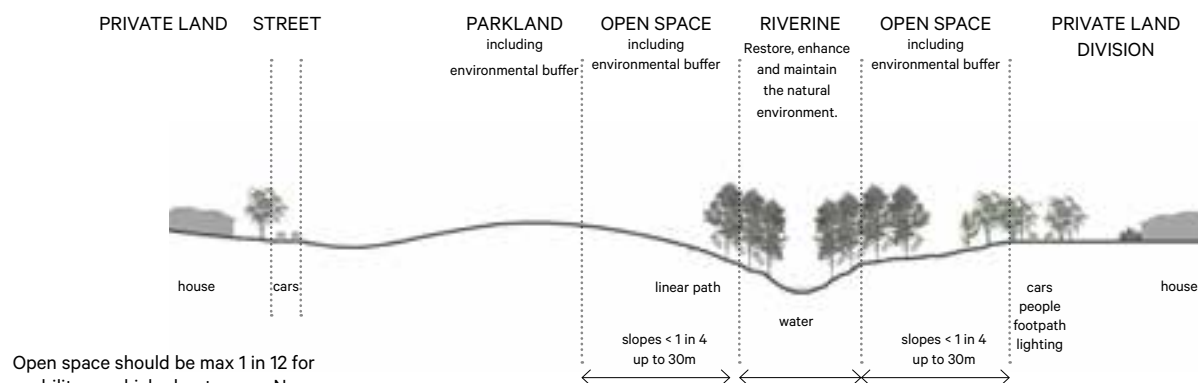 PRIVATE LAND
STREET
PARKLAND
including
environmental buffer
OPEN SPACE
including
environmental buffer
RIVERINE
Restore, enhance
and maintain
the natural
environment.
OPEN SPACE
including
environmental buffer
PRIVATE LAND
DIVISION
house
cars
linear path
water
cars
people
footpath
lighting
house
slopes < 1 in 4
up to 30m
slopes < 1 in 4
up to 30m
Open space should be max 1 in 12 for